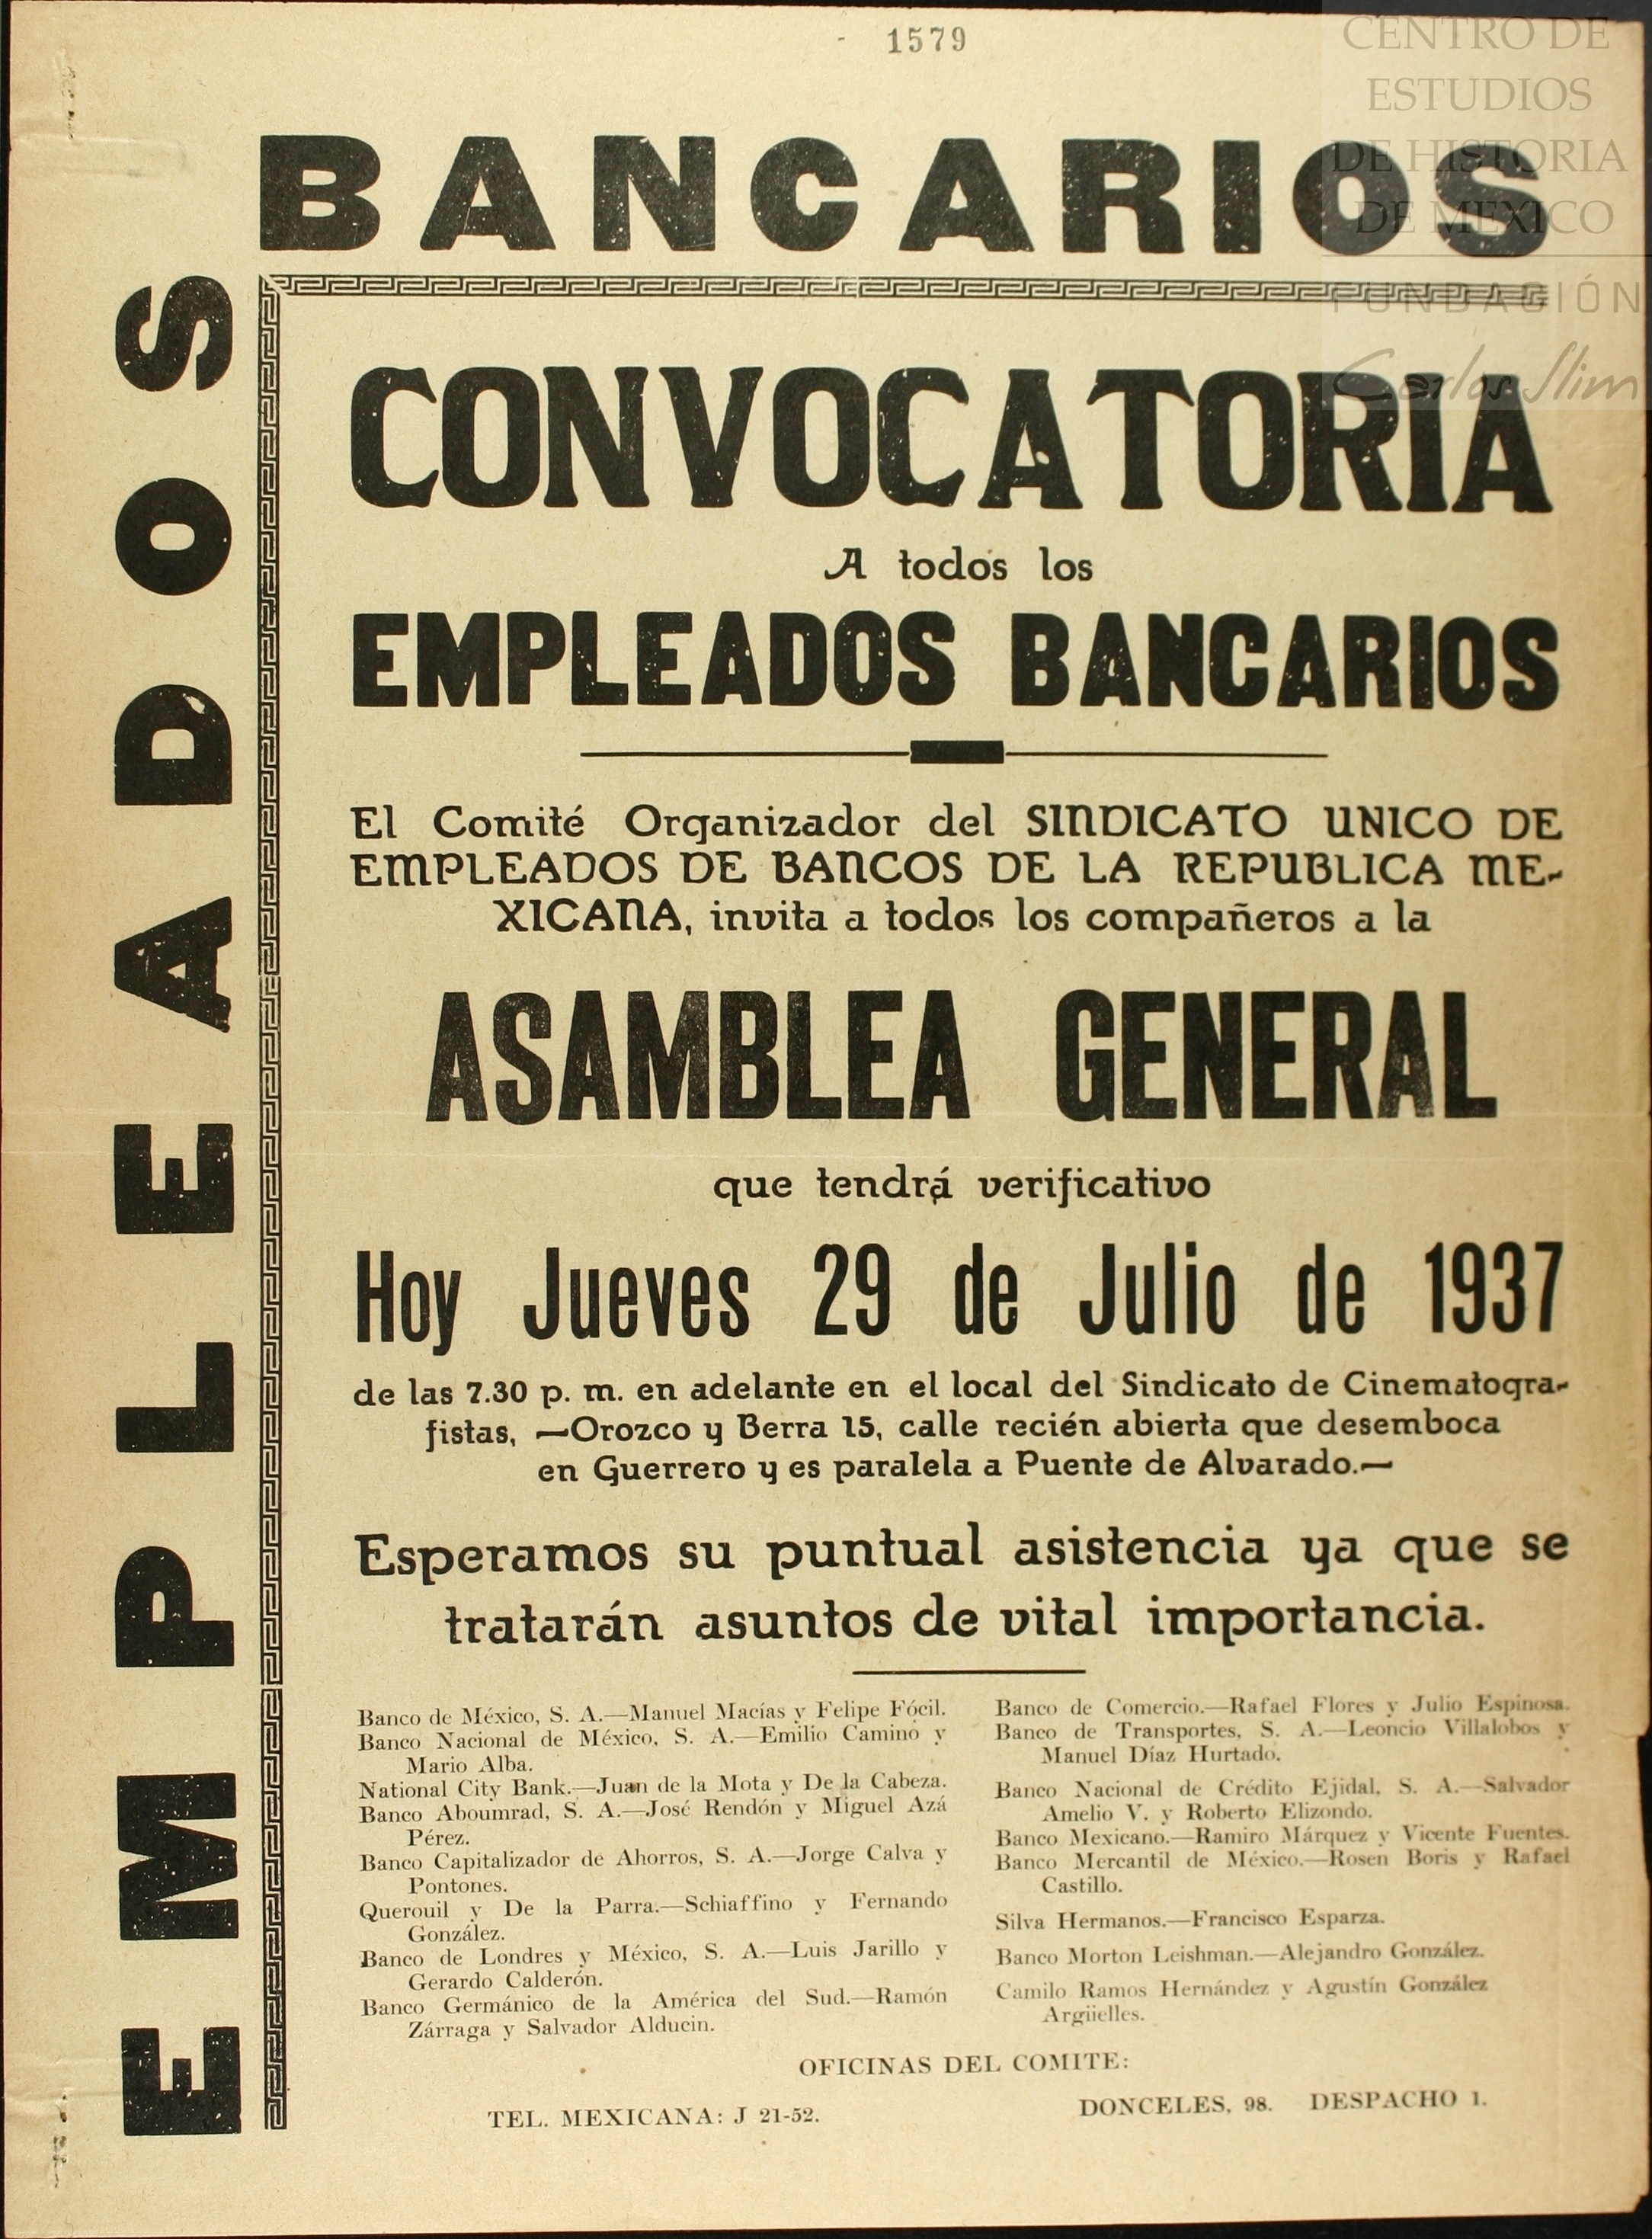 - 1579
CENTRO DE
ESTUDIOS
DE HISTORIA
DE MEXICO
FUNDACIÓN
Carlos Slim
EMPLEADOS
BANCARIOS
CONVOCATORIA
A todos los
EMPLEADOS BANCARIOS
El Comité Organizador del SINDICATO UNICO DE
EMPLEADOS DE BANCOS DE LA REPUBLICA ME-
XICANA, invita a todos los compañeros a la
ASAMBLEA GENERAL
que tendrá verificativo
Hoy Jueves 29 de Julio de 1937
de las 7.30 p. m. en adelante en el local del Sindicato de Cinematogra-
fistas, —Orozco y Berra 15, calle recién abierta que desemboca
en Guerrero y es paralela a Puente de Alvarado.—
Esperamos su puntual asistencia ya que se
tratarán asuntos de vital importancia.
Banco de México, S. A.—Manuel Macías y Felipe Fócil.
Banco Nacional de México, S. A.—Emilio Camino y
Mario Alba.
National City Bank.—Juan de la Mota y De la Cabeza.
Banco Aboumrad, S. A.—José Rendón y Miguel Azá
Pérez.
Banco Capitalizador de Ahorros, S. A.—Jorge Calva y
Pontones.
Querouil y De la Parra.—Schiaffino y Fernando
González.
Banco de Londres y México, S. A.—Luis Jarillo y
Gerardo Calderón.
Banco Germánico de la América del Sud.—Ramón
Zárraga y Salvador Alducin.
Banco de Comercio.—Rafael Flores y Julio Espinosa.
Banco de Transportes, S. A.—Leoncio Villalobos y
Manuel Díaz Hurtado.
Banco Nacional de Crédito Ejidal, S. A.—Salvador
Amelio V. y Roberto Elizondo.
Banco Mexicano.—Ramiro Márquez y Vicente Fuentes.
Banco Mercantil de México.—Rosen Boris y Rafael
Castillo.
Silva Hermanos.—Francisco Esparza.
Banco Morton Leishman.—Alejandro González.
Camilo Ramos Hernández y Agustín González
Argüelles.
OFICINAS DEL COMITE:
TEL. MEXICANA: J 21-52.
DONCELES, 98. DESPACHO 1.